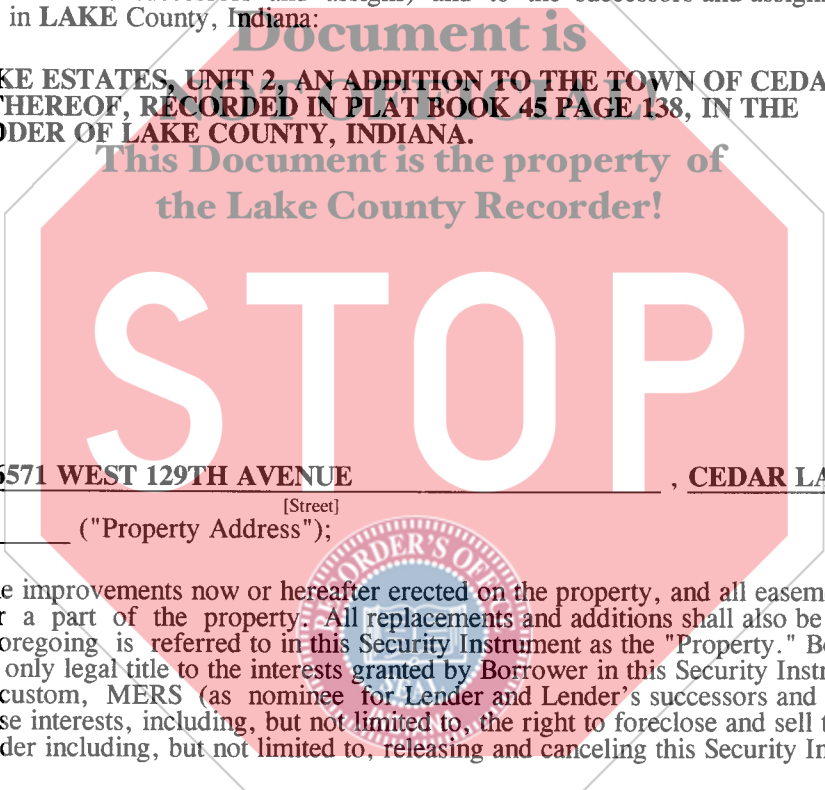 in LAKE County, Indiana:
Document is
KE ESTATES, UNIT 2, AN ADDITION TO THE TOWN OF CEDA
NOT OFFICIAL!
THEREOF, RECORDED IN PLAT BOOK 45 PAGE 138, IN THE
DER OF LAKE COUNTY, INDIANA.
This Document is the property of
the Lake County Recorder!
STOP
6571 WEST 129TH AVENUE , CEDAR LA
[Street]
("Property Address");
RECORDER'S OFFICE
e improvements now or hereafter erected on the property, and all easem
r a part of the property. All replacements and additions shall also be
oregoing is referred to in this Security Instrument as the "Property." B
only legal title to the interests granted by Borrower in this Security Instr
custom, MERS (as nominee for Lender and Lender's successors and
se interests, including, but not limited to, the right to foreclose and sell t
der including, but not limited to, releasing and canceling this Security In